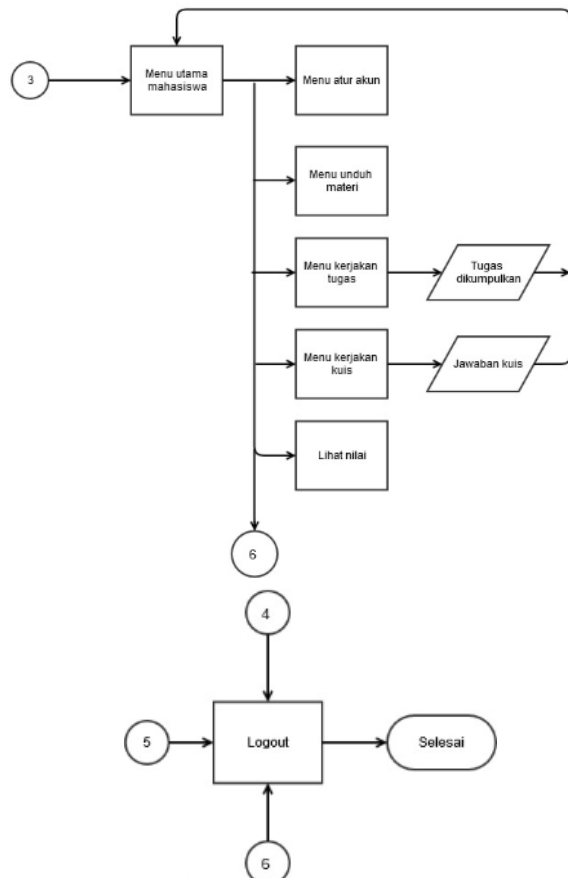 3
Menu utama
mahasiswa
Menu atur akun
Menu unduh
materi
Menu kerjakan
tugas
Tugas
dikumpulkan
Menu kerjakan
kuis
Jawaban kuis
Lihat nilai
6
4
5
Logout
Selesai
6